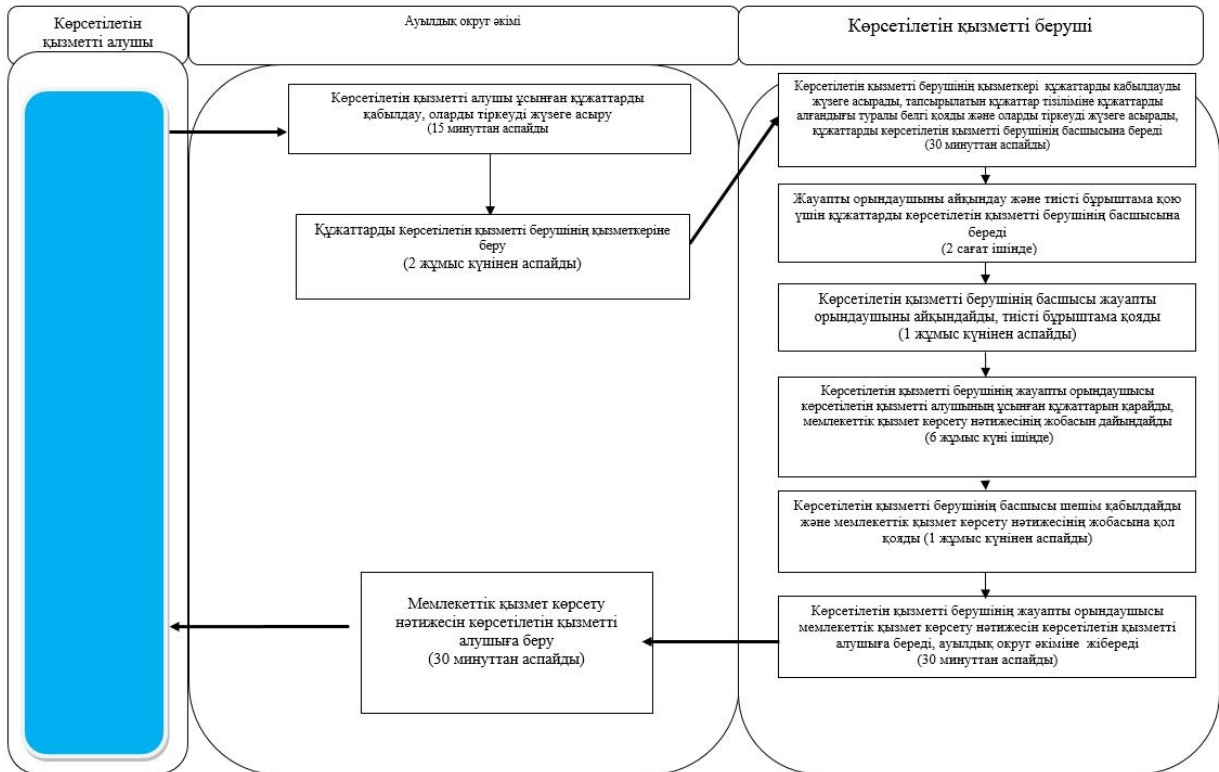 Көрсетілетін
қызметті алушы
Ауылдық округ әкімі
Көрсетілетін қызметті беруші
Көрсетілетін қызметті алушы ұсынған құжаттарды
қабылдау, оларды тіркеуді жүзеге асыру
(15 минуттан аспайды
Құжаттарды көрсетілетін қызметті берушінің қызметкеріне
беру
(2 жұмыс күнінен аспайды)
Көрсетілетін қызметті берушінің қызметкері құжаттарды қабылдауды
жүзеге асырады, тапсырылатын құжаттар тізіліміне құжаттарды
алғандығы туралы белгі қояды және оларды тіркеуді жүзеге асырады,
құжаттарды көрсетілетін қызметті берушінің басшысына береді
(30 минуттан аспайды)
Жауапты орындаушыны айқындау және тиісті бұрыштама қою
үшін құжаттарды көрсетілетін қызметті берушінің басшысына
береді
(2 сағат ішінде)
Көрсетілетін қызметті берушінің басшысы жауапты
орындаушыны айқындайды, тиісті бұрыштама қояды
(1 жұмыс күнінен аспайды)
Көрсетілетін қызметті берушінің жауапты орындаушысы
көрсетілетін қызметті алушының ұсынған құжаттарын қарайды,
мемлекеттік қызмет көрсету нәтижесінің жобасын дайындайды
(6 жұмыс күні ішінде)
Көрсетілетін қызметті берушінің басшысы шешім қабылдайды
және мемлекеттік қызмет көрсету нәтижесінің жобасына қол
қояды (1 жұмыс күнінен аспайды)
Көрсетілетін қызметті берушінің жауапты орындаушысы
мемлекеттік қызмет көрсету нәтижесін көрсетілетін қызметті
алушыға береді, ауылдық округ әкіміне жібереді
(30 минуттан аспайды)
Мемлекеттік қызмет көрсету
нәтижесін көрсетілетін қызметті
алушыға беру
(30 минуттан аспайды)